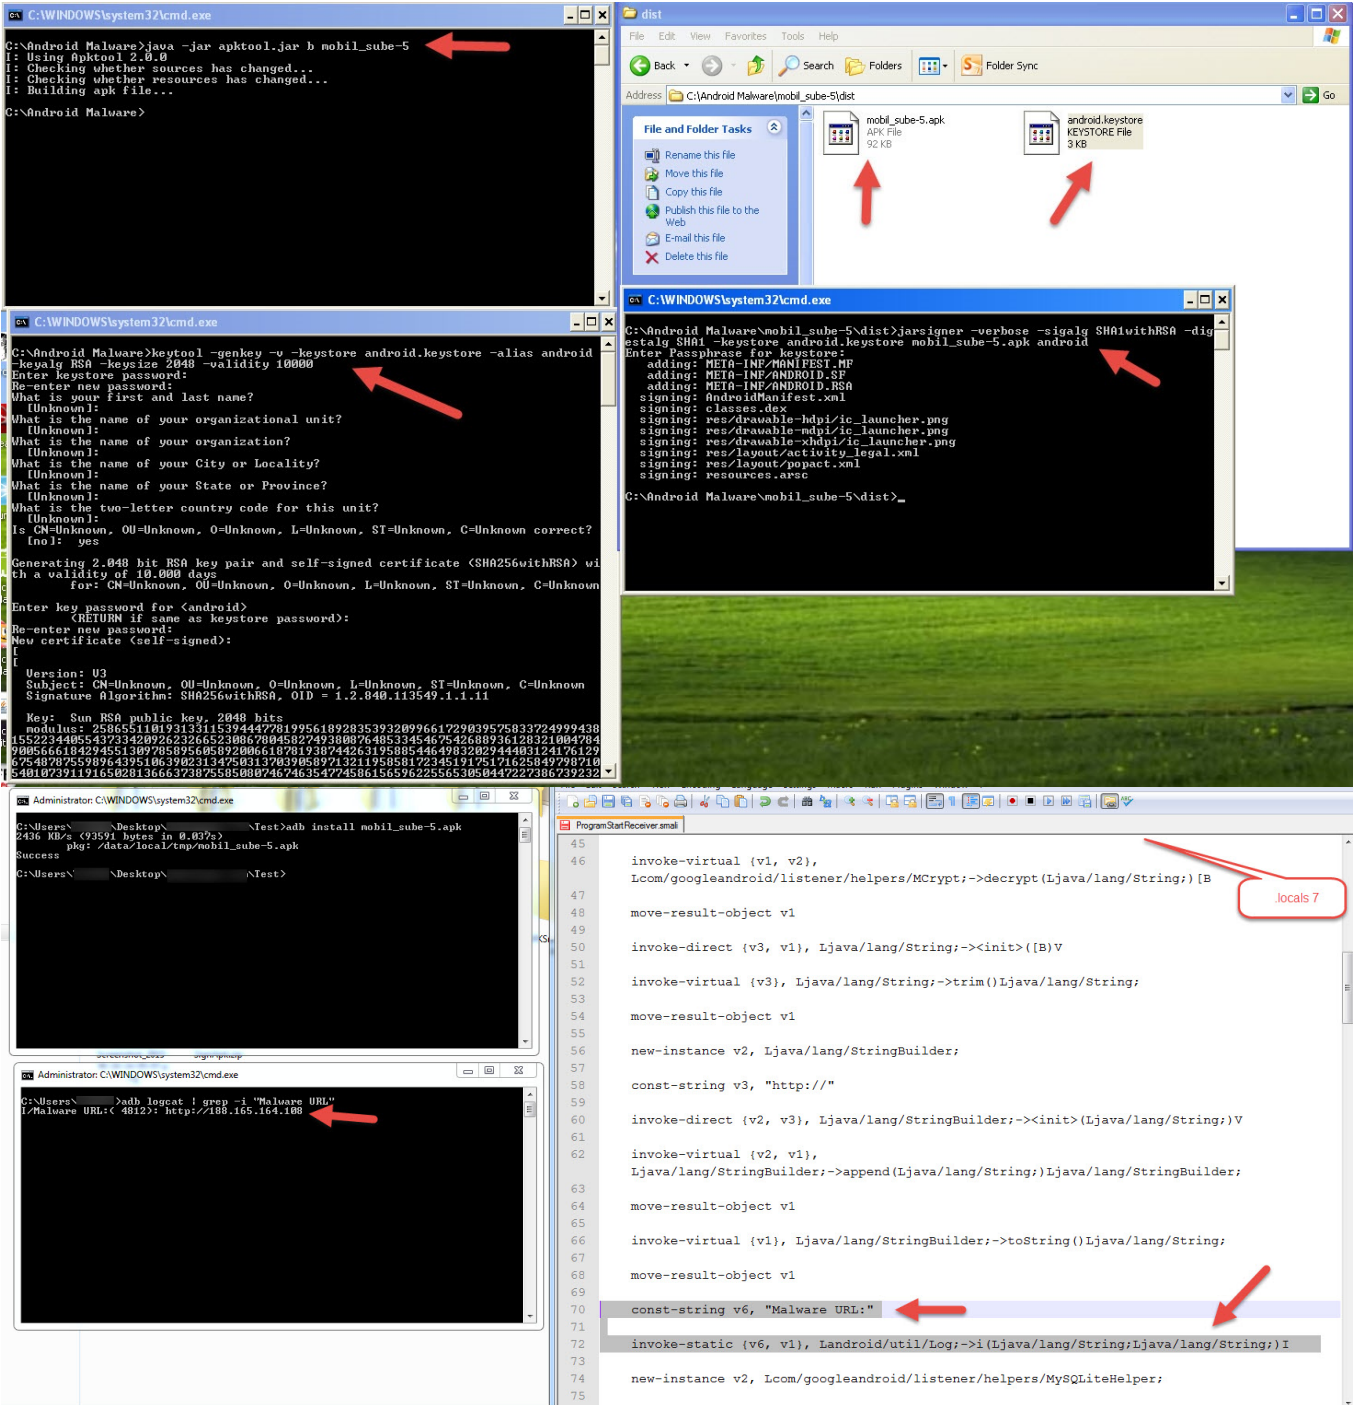 C:\WINDOWS\system32\cmd.exe
C:\Android Malware>java -jar apktool.jar b mobil_sube-5
I: Using Apktool 2.0.0
I: Checking whether sources has changed...
I: Checking whether resources has changed...
I: Building apk file...
C:\Android Malware>
dist
File Edit View Favorites Tools Help
Back Search Folders Folder Sync
Address C:\Android Malware\mobil_sube-5\dist Go
File and Folder Tasks
Rename this file
Move this file
Copy this file
Publish this file to the
Web
E-mail this file
Delete this file
mobil_sube-5.apk
APK File
92 KB
android.keystore
KEYSTORE File
3 KB
C:\WINDOWS\system32\cmd.exe
C:\Android Malware\mobil_sube-5\dist>jarsigner -verbose -sigalg SHA1withRSA -dig
estalg SHA1 -keystore android.keystore mobil_sube-5.apk android
Enter Passphrase for keystore:
adding: META-INF/MANIFEST.MF
adding: META-INF/ANDROID.SF
adding: META-INF/ANDROID.RSA
signing: AndroidManifest.xml
signing: classes.dex
signing: res/drawable-hdpi/ic_launcher.png
signing: res/drawable-mdpi/ic_launcher.png
signing: res/drawable-xhdpi/ic_launcher.png
signing: res/layout/activity_legal.xml
signing: res/layout/popact.xml
signing: resources.arsc
C:\Android Malware\mobil_sube-5\dist>_
C:\WINDOWS\system32\cmd.exe
C:\Android Malware>keytool -genkey -v -keystore android.keystore -alias android
-keyalg RSA -keysize 2048 -validity 10000
Enter keystore password:
Re-enter new password:
What is your first and last name?
[Unknown]:
What is the name of your organizational unit?
[Unknown]:
What is the name of your organization?
[Unknown]:
What is the name of your City or Locality?
[Unknown]:
What is the name of your State or Province?
[Unknown]:
What is the two-letter country code for this unit?
[Unknown]:
Is CN=Unknown, OU=Unknown, O=Unknown, L=Unknown, ST=Unknown, C=Unknown correct?
[no]: yes
Generating 2.048 bit RSA key pair and self-signed certificate (SHA256withRSA) wi
th a validity of 10.000 days
for: CN=Unknown, OU=Unknown, O=Unknown, L=Unknown, ST=Unknown, C=Unknown
Enter key password for <android>
(RETURN if same as keystore password):
Re-enter new password:
New certificate (self-signed):
[
[
Version: V3
Subject: CN=Unknown, OU=Unknown, O=Unknown, L=Unknown, ST=Unknown, C=Unknown
Signature Algorithm: SHA256withRSA, OID = 1.2.840.113549.1.1.11
Key: Sun RSA public key, 2048 bits
modulus:
Administrator: C:\WINDOWS\system32\cmd.exe
C:\Users\ \Desktop\ \Test>adb install mobil_sube-5.apk
2436 KB/s (93591 bytes in 0.037s)
pkg: /data/local/tmp/mobil_sube-5.apk
Success
C:\Users\ \Desktop\ \Test>
Administrator: C:\WINDOWS\system32\cmd.exe
C:\Users\ >adb logcat | grep -i "Malware URL"
I/Malware URL:( 4812): http://188.165.164.108
ProgramStartReceiver.smali
.locals 7
45
46 invoke-virtual {v1, v2},
Lcom/googleandroid/listener/helpers/MCrypt;->decrypt(Ljava/lang/String;)[B
47
48 move-result-object v1
49
50 invoke-direct {v3, v1}, Ljava/lang/String;-><init>([B)V
51
52 invoke-virtual {v3}, Ljava/lang/String;->trim()Ljava/lang/String;
53
54 move-result-object v1
55
56 new-instance v2, Ljava/lang/StringBuilder;
57
58 const-string v3, "http://"
59
60 invoke-direct {v2, v3}, Ljava/lang/StringBuilder;-><init>(Ljava/lang/String;)V
61
62 invoke-virtual {v2, v1},
Ljava/lang/StringBuilder;->append(Ljava/lang/String;)Ljava/lang/StringBuilder;
63
64 move-result-object v1
65
66 invoke-virtual {v1}, Ljava/lang/StringBuilder;->toString()Ljava/lang/String;
67
68 move-result-object v1
69
70 const-string v6, "Malware URL:"
71
72 invoke-static {v6, v1}, Landroid/util/Log;->i(Ljava/lang/String;Ljava/lang/String;)I
73
74 new-instance v2, Lcom/googleandroid/listener/helpers/MySQLiteHelper;
75